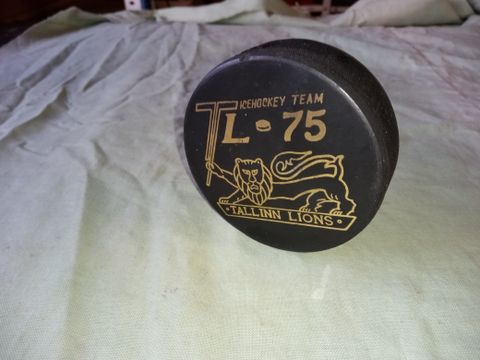 ICEHOCKEY TEAM
TL • 75
• TALLINN LIONS •